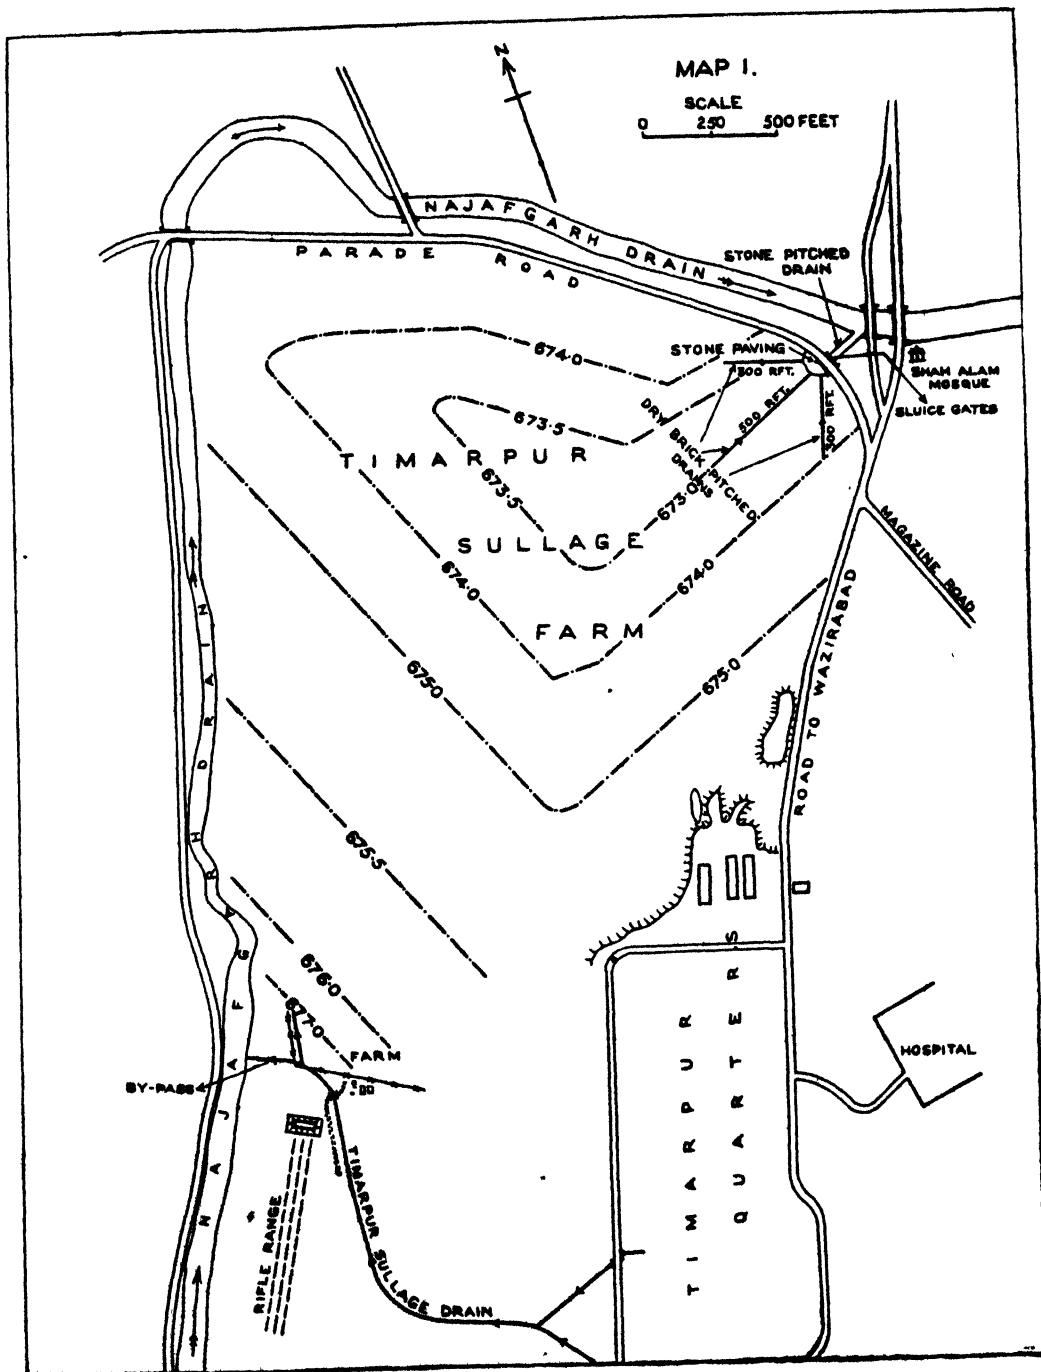 MAP I.
N
SCALE
0 250 500 FEET
NAJAFGARH DRAIN
PARADE ROAD
STONE PITCHED
DRAIN
674.0
STONE PAVING
300 RFT.
SHAH ALAM
MOSQUE
SLUICE GATES
673.5
500 RFT.
300 RFT.
DRY BRICK PITCHED
DRAINS
TIMARPUR
673.5
673.0
SULLAGE
674.0
674.0
FARM
MAGAZINE ROAD
675.0
675.0
ROAD TO WAZIRABAD
NAJAFGARH DRAIN
675.5
676.0
677.0
FARM
BY-PASS
HOSPITAL
TIMARPUR
QUARTERS
RIFLE RANGE
TIMARPUR SULLAGE DRAIN